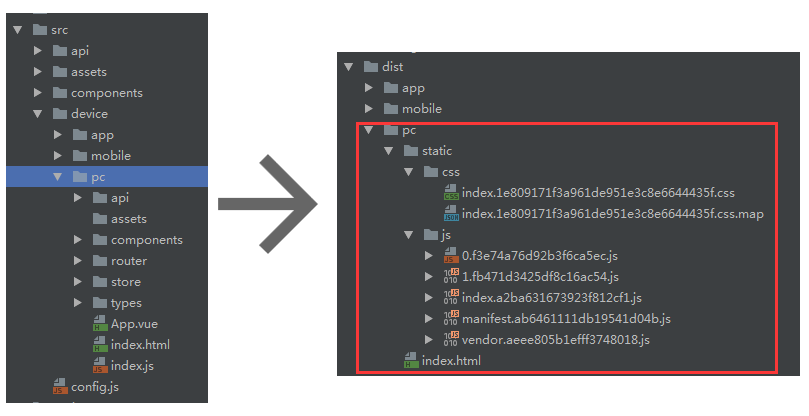 src
api
assets
components
device
app
mobile
pc
api
assets
components
router
store
types
App.vue
index.html
index.js
config.js
dist
app
mobile
pc
static
css
index.1e809171f3a961de951e3c8e6644435f.css
index.1e809171f3a961de951e3c8e6644435f.css.map
js
0.f3e74a76d92b3f6ca5ec.js
1.fb471d3425df8c16ac54.js
index.a2ba631673923f812cf1.js
manifest.ab6461111db19541d04b.js
vendor.aeee805b1efff3748018.js
index.html